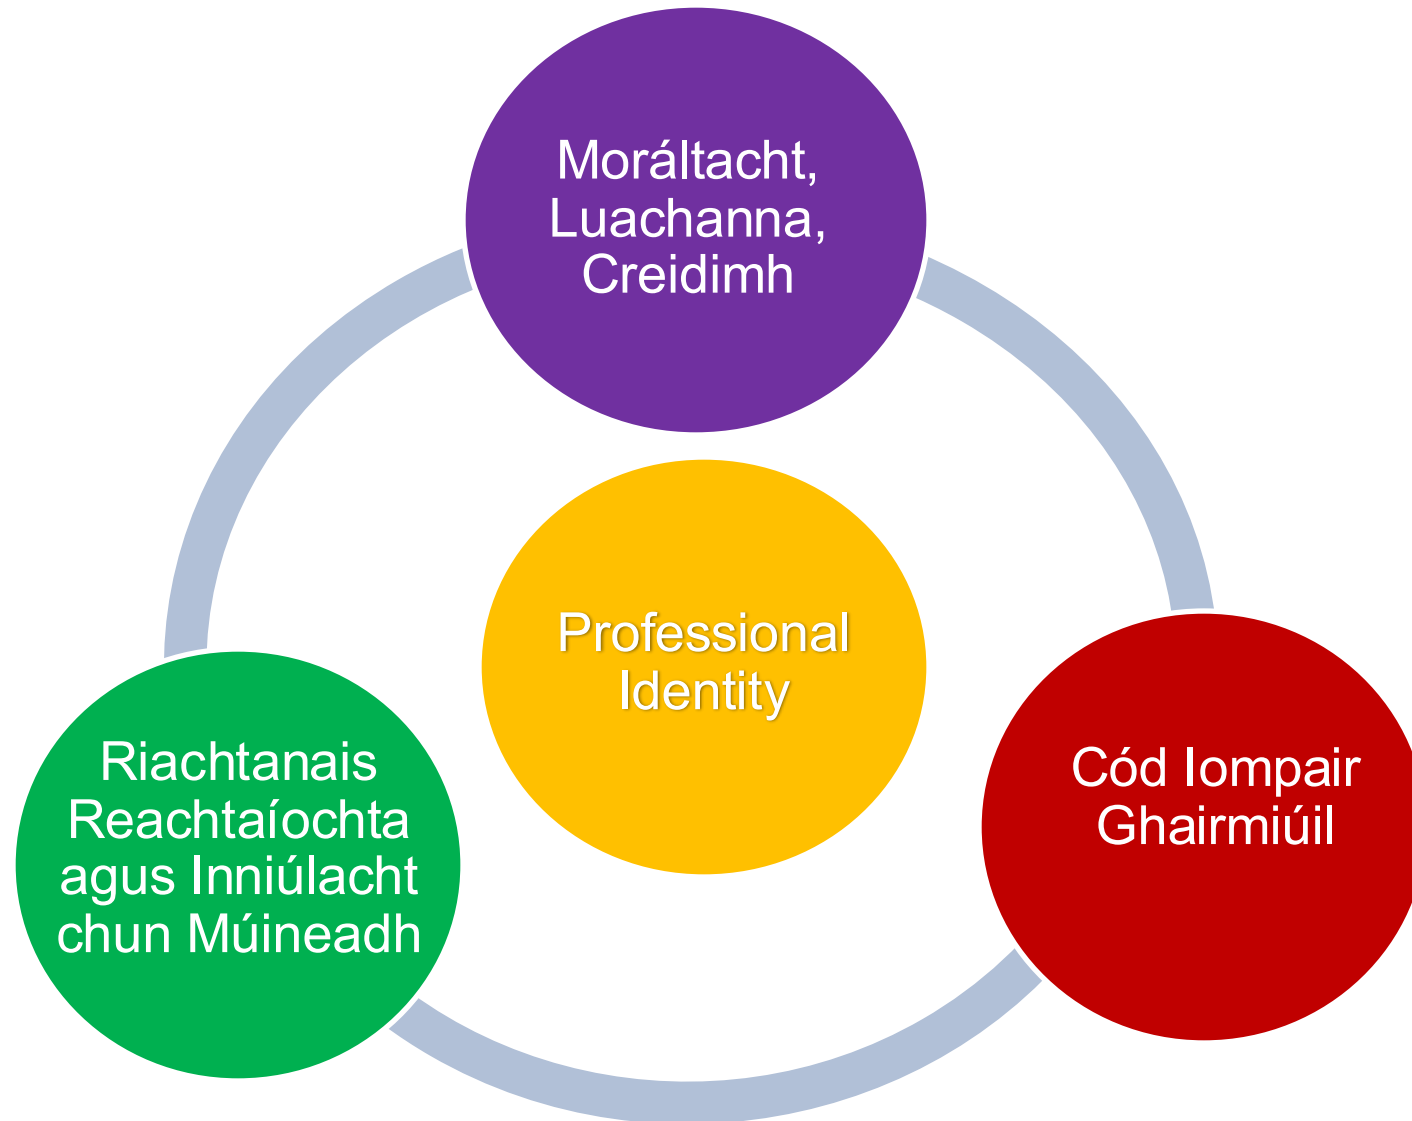 Moráltacht,
Luachanna,
Creidimh
Professional
Identity
Cód Iompair
Ghairmiúil
Riachtanais
Reachtaíochta
agus Inniúlacht
chun Múineadh